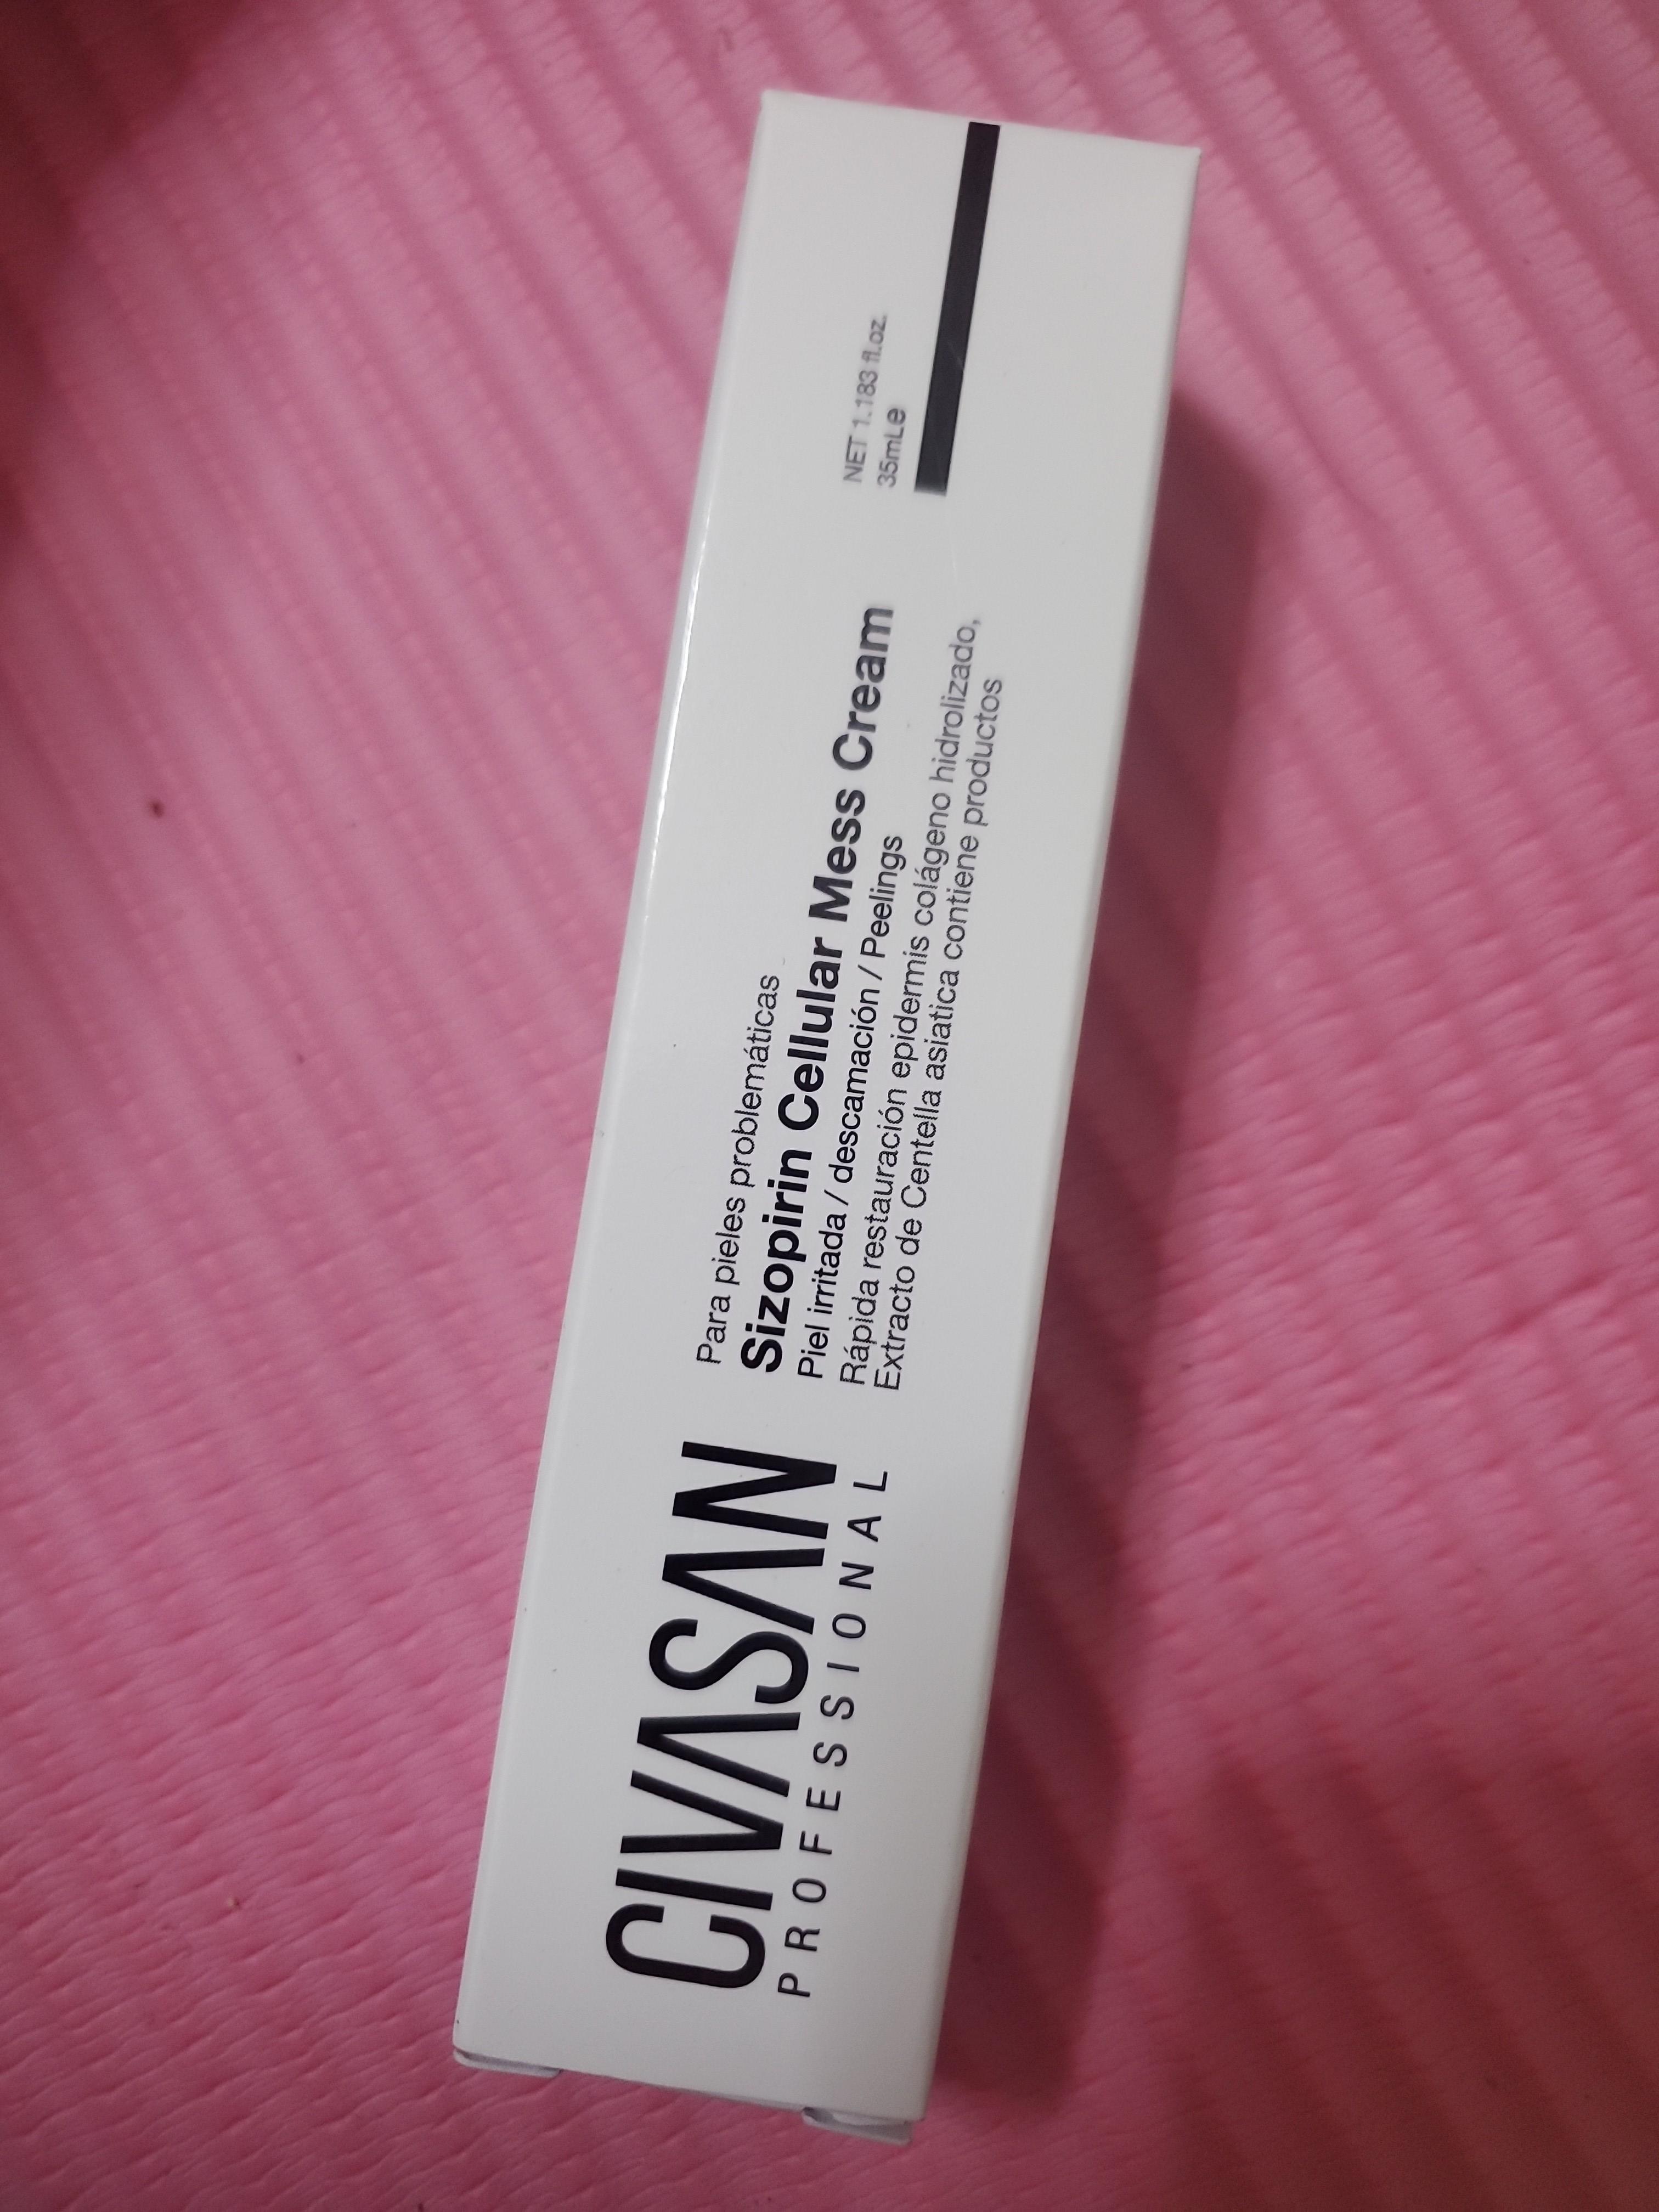 CIVASAN
PROFESSIONAL
Para pieles problemáticas
Sizopirin Cellular Mess Cream
Piel irritada / descamación / Peelings
Rápida restauración epidermis colágeno hidrolizado,
Extracto de Centella asiatica contiene productos
NET 1.183 fl.oz.
35mLe